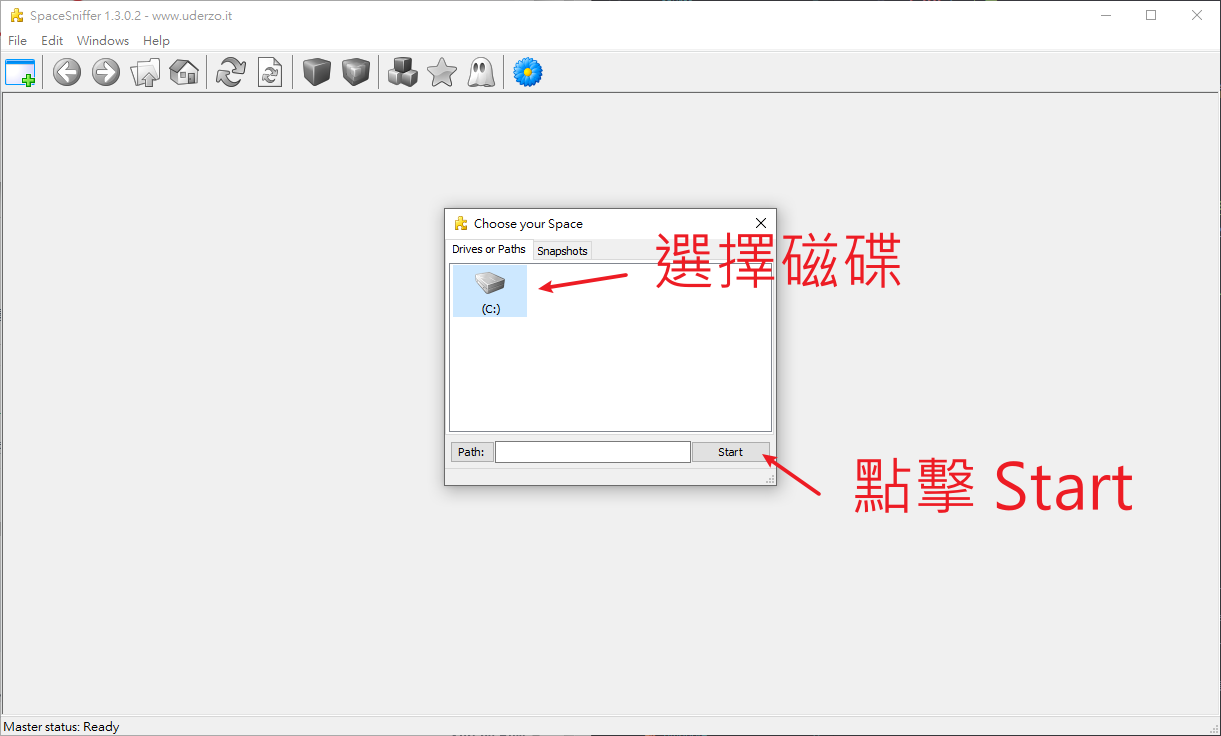 SpaceSniffer 1.3.0.2 - www.uderzo.it
File Edit Windows Help
Choose your Space
Drives or Paths Snapshots
選擇磁碟
(C:)
Path: Start
點擊 Start
Master status: Ready